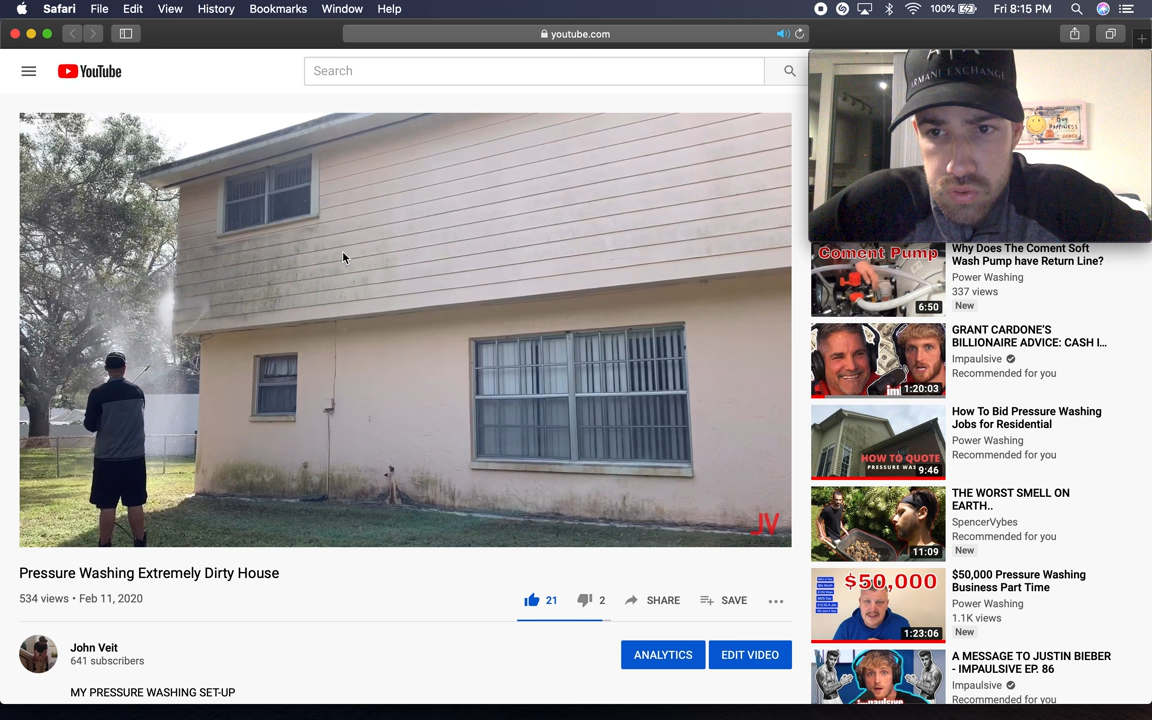 Safari File Edit View History Bookmarks Window Help 100% Fri 8:15 PM
youtube.com
YouTube
Search
ARMANI EXCHANGE
HAPPINESS
JV
Pressure Washing Extremely Dirty House
534 views • Feb 11, 2020
21 2 SHARE SAVE
John Veit
641 subscribers
ANALYTICS EDIT VIDEO
MY PRESSURE WASHING SET-UP
Coment Pump
6:50
Why Does The Coment Soft
Wash Pump have Return Line?
Power Washing
337 views
New
1:20:03
GRANT CARDONE'S
BILLIONAIRE ADVICE: CASH I...
Impaulsive
Recommended for you
HOW TO QUOTE
PRESSURE WAS
9:46
How To Bid Pressure Washing
Jobs for Residential
Power Washing
Recommended for you
11:09
THE WORST SMELL ON
EARTH..
SpencerVybes
Recommended for you
New
$50,000
1:23:06
$50,000 Pressure Washing
Business Part Time
Power Washing
1.1K views
New
A MESSAGE TO JUSTIN BIEBER
- IMPAULSIVE EP. 86
Impaulsive
Recommended for you